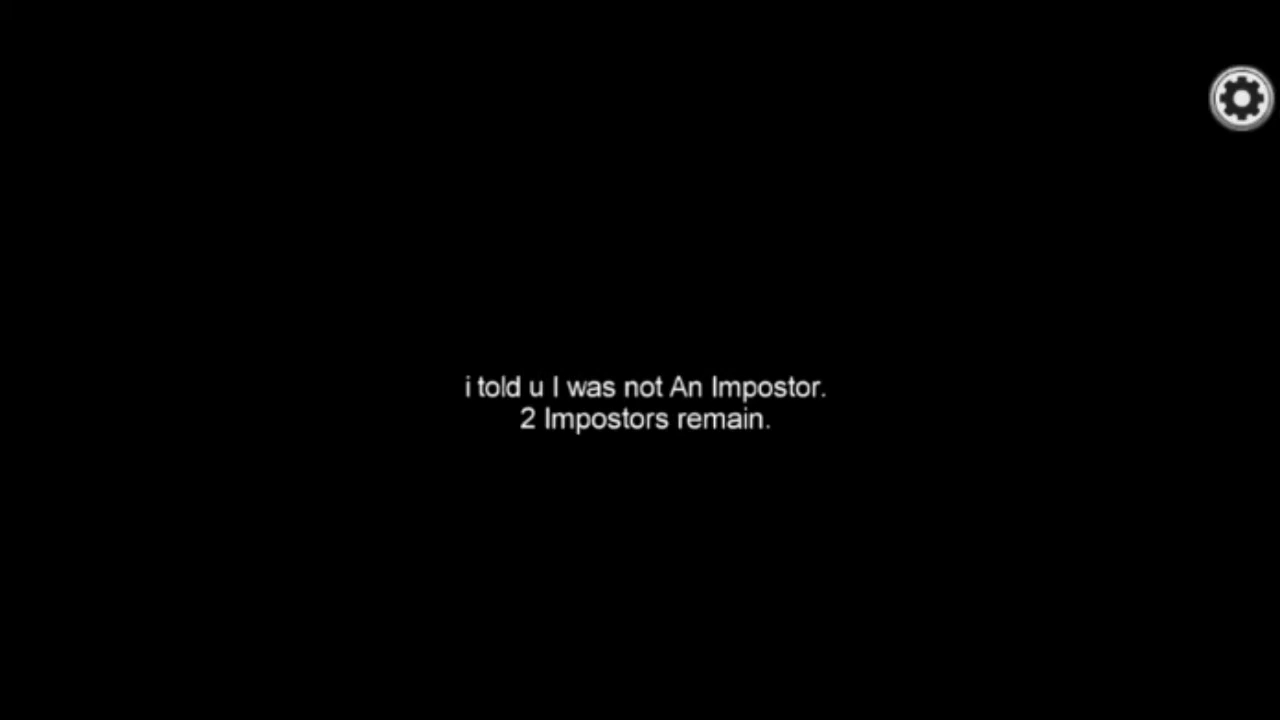 i told u I was not An Impostor.
2 Impostors remain.